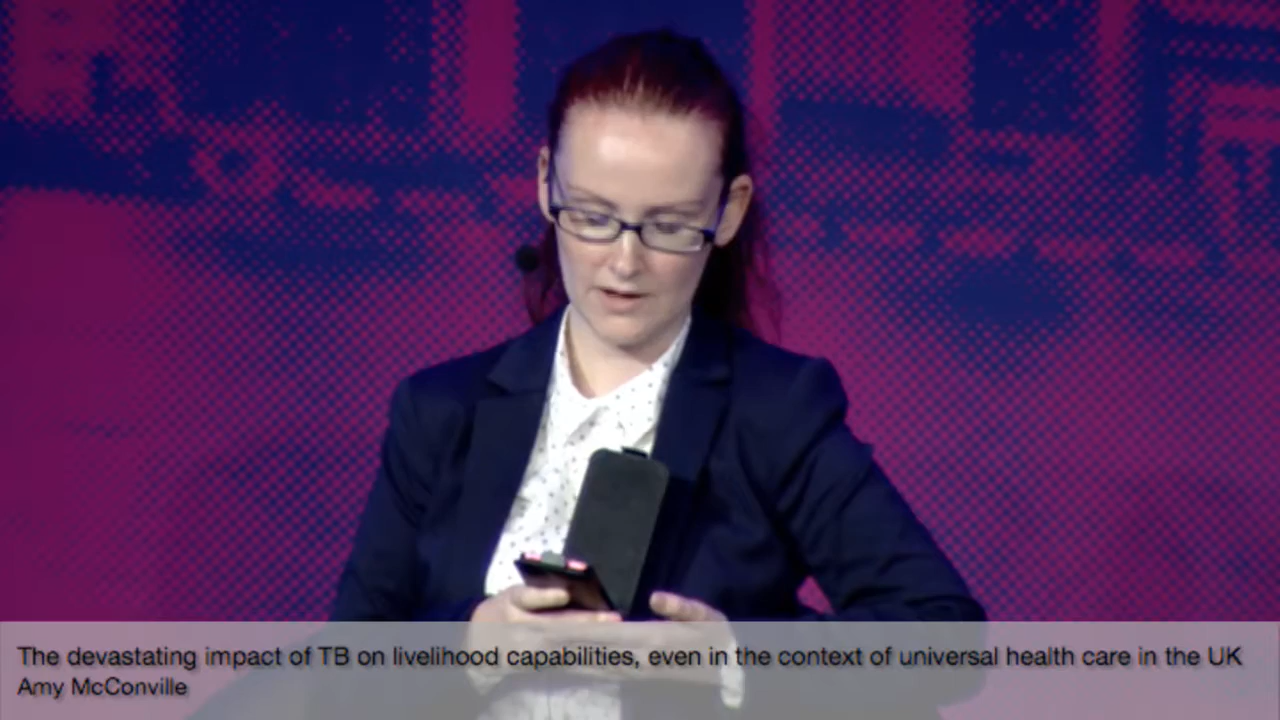 The devastating impact of TB on livelihood capabilities, even in the context of universal health care in the UK
Amy McConville